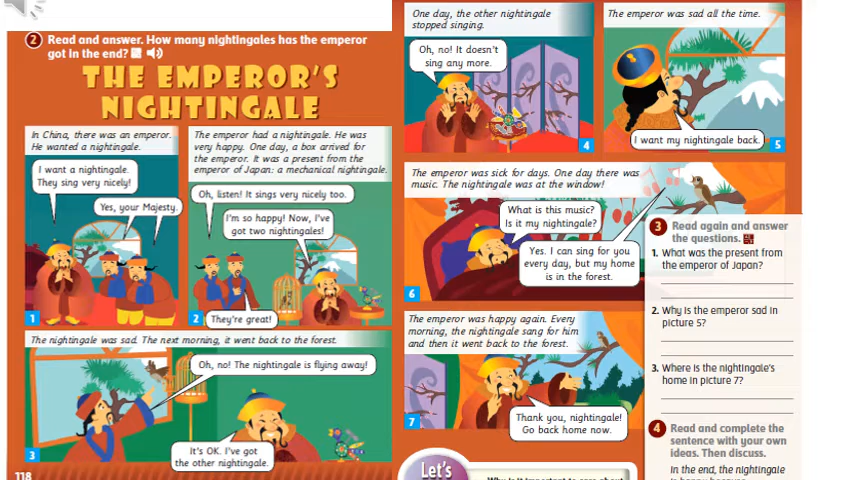 2 Read and answer. How many nightingales has the emperor
got in the end?
THE EMPEROR'S
NIGHTINGALE
In China, there was an emperor.
He wanted a nightingale.
I want a nightingale.
They sing very nicely!
Yes, your Majesty.
1
The emperor had a nightingale. He was
very happy. One day, a box arrived for
the emperor. It was a present from the
emperor of Japan: a mechanical nightingale.
Oh, listen! It sings very nicely too.
I'm so happy! Now, I've
got two nightingales!
They're great!
2
The nightingale was sad. The next morning, it went back to the forest.
Oh, no! The nightingale is flying away!
It's OK. I've got
the other nightingale.
3
118
One day, the other nightingale
stopped singing.
Oh, no! It doesn't
sing any more.
4
The emperor was sad all the time.
I want my nightingale back.
5
The emperor was sick for days. One day there was
music. The nightingale was at the window!
What is this music?
Is it my nightingale?
Yes. I can sing for you
every day, but my home
is in the forest.
6
The emperor was happy again. Every
morning, the nightingale sang for him
and then it went back to the forest.
Thank you, nightingale!
Go back home now.
7
Let's
3 Read again and answer
the questions.
1. What was the present from
the emperor of Japan?
2. Why is the emperor sad in
picture 5?
3. Where is the nightingale's
home in picture 7?
4 Read and complete the
sentence with your own
ideas. Then discuss.
In the end, the nightingale